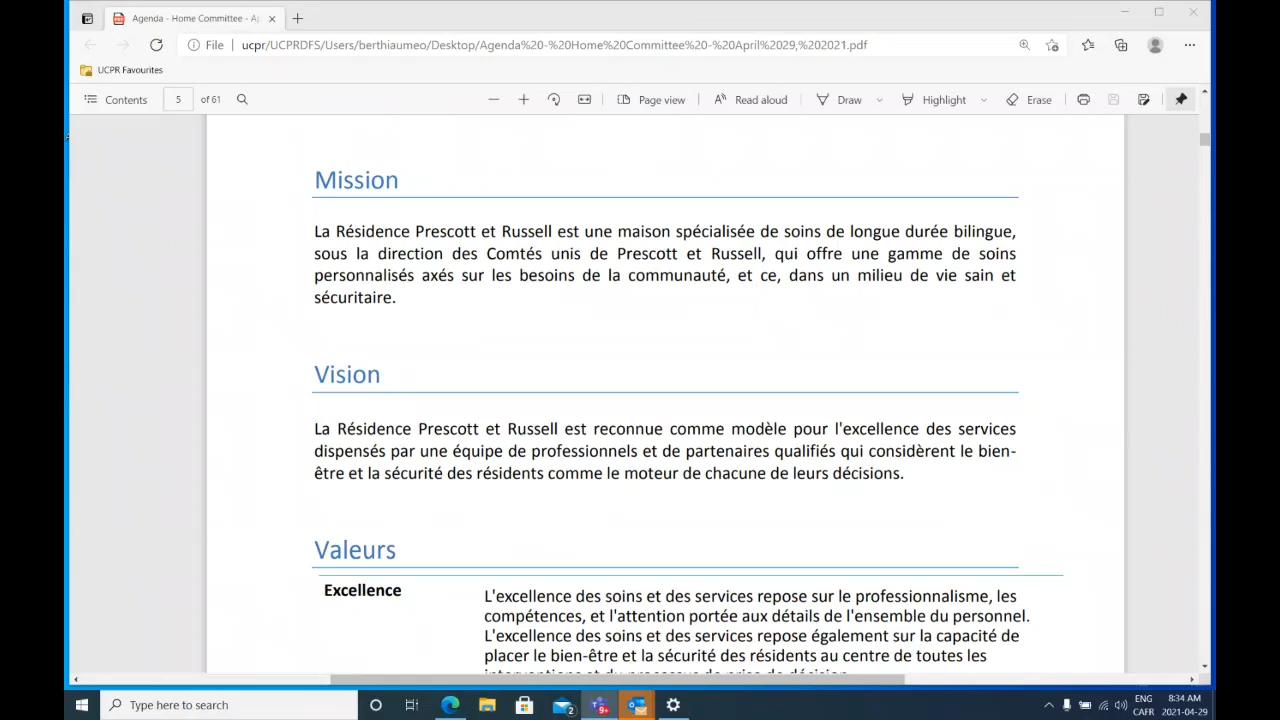 Agenda - Home Committee - A
File ucpr/UCPRDFS/Users/berthiaumeo/Desktop/Agenda%20-%20Home%20Committee%20-%20April%2029,%202021.pdf
UCPR Favourites
Contents 5 of 61 Page view Read aloud Draw Highlight Erase
Mission
La Résidence Prescott et Russell est une maison spécialisée de soins de longue durée bilingue,
sous la direction des Comtés unis de Prescott et Russell, qui offre une gamme de soins
personnalisés axés sur les besoins de la communauté, et ce, dans un milieu de vie sain et
sécuritaire.
Vision
La Résidence Prescott et Russell est reconnue comme modèle pour l'excellence des services
dispensés par une équipe de professionnels et de partenaires qualifiés qui considèrent le bien-
être et la sécurité des résidents comme le moteur de chacune de leurs décisions.
Valeurs
Excellence
L'excellence des soins et des services repose sur le professionnalisme, les
compétences, et l'attention portée aux détails de l'ensemble du personnel.
L'excellence des soins et des services repose également sur la capacité de
placer le bien-être et la sécurité des résidents au centre de toutes les
Type here to search
ENG 8:34 AM
CAFR 2021-04-29